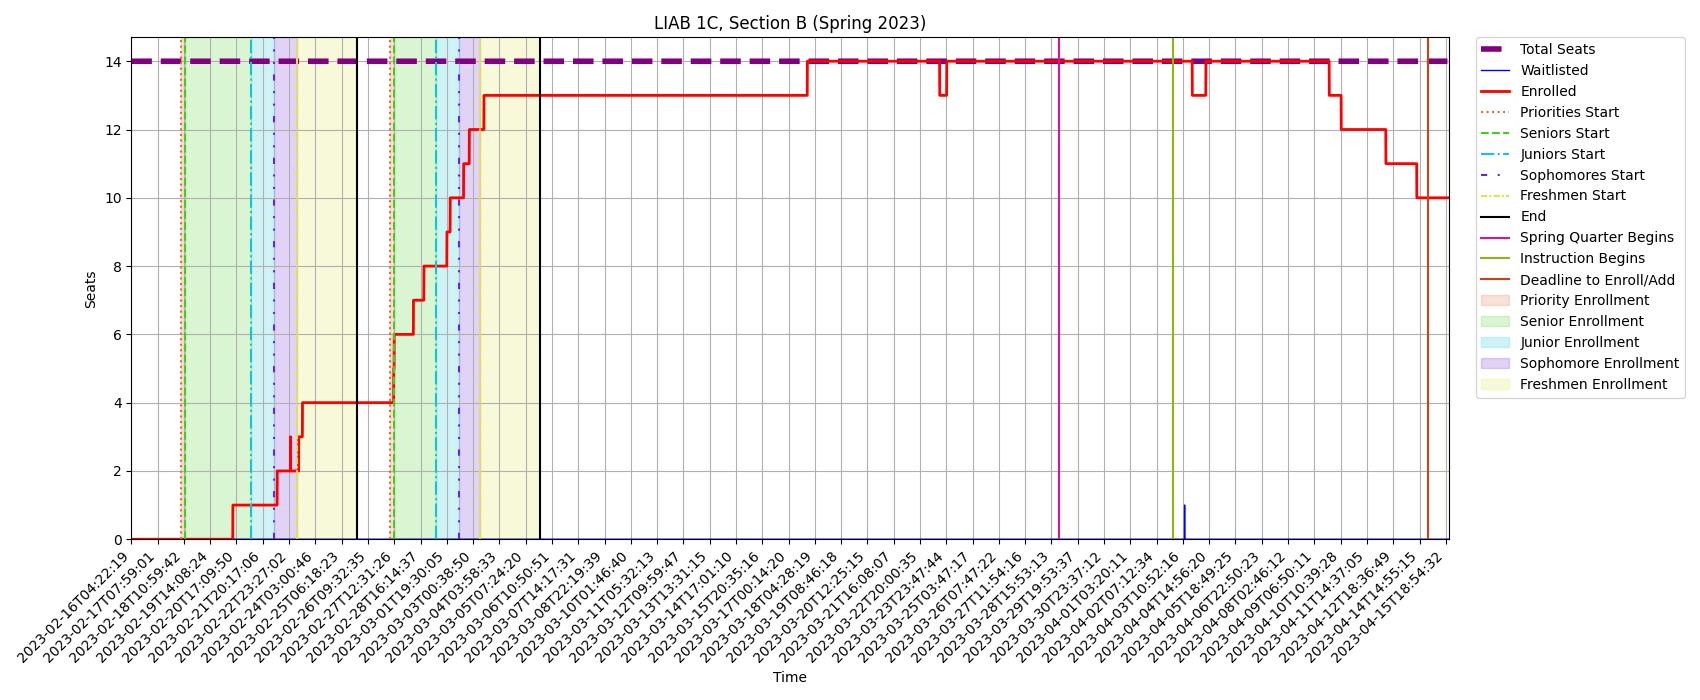 LIAB 1C, Section B (Spring 2023)
Seats
14
12
10
8
6
4
2
0
2023-02-16T04:22:19
2023-02-17T07:59:01
2023-02-18T10:59:42
2023-02-19T14:08:24
2023-02-20T17:09:50
2023-02-21T20:17:06
2023-02-22T23:27:02
2023-02-24T03:00:46
2023-02-25T06:18:23
2023-02-26T09:32:35
2023-02-27T12:31:26
2023-02-28T16:14:37
2023-03-01T19:30:05
2023-03-03T00:38:50
2023-03-04T03:58:33
2023-03-05T07:24:20
2023-03-06T10:50:51
2023-03-07T14:17:31
2023-03-08T22:19:39
2023-03-10T01:46:40
2023-03-11T05:32:13
2023-03-12T09:59:47
2023-03-13T13:31:15
2023-03-14T17:01:10
2023-03-15T20:35:16
2023-03-17T00:14:20
2023-03-18T04:28:19
2023-03-19T08:46:18
2023-03-20T12:25:15
2023-03-21T16:08:07
2023-03-22T20:00:35
2023-03-23T23:47:44
2023-03-25T03:47:17
2023-03-26T07:47:22
2023-03-27T11:54:16
2023-03-28T15:53:13
2023-03-29T19:53:37
2023-03-30T23:37:12
2023-04-01T03:20:11
2023-04-02T07:12:34
2023-04-03T10:52:16
2023-04-04T14:56:20
2023-04-05T18:49:25
2023-04-06T22:50:23
2023-04-08T02:46:12
2023-04-09T06:50:11
2023-04-10T10:39:28
2023-04-11T14:37:05
2023-04-12T18:36:49
2023-04-14T14:55:15
2023-04-15T18:54:32
Time
Total Seats
Waitlisted
Enrolled
Priorities Start
Seniors Start
Juniors Start
Sophomores Start
Freshmen Start
End
Spring Quarter Begins
Instruction Begins
Deadline to Enroll/Add
Priority Enrollment
Senior Enrollment
Junior Enrollment
Sophomore Enrollment
Freshmen Enrollment